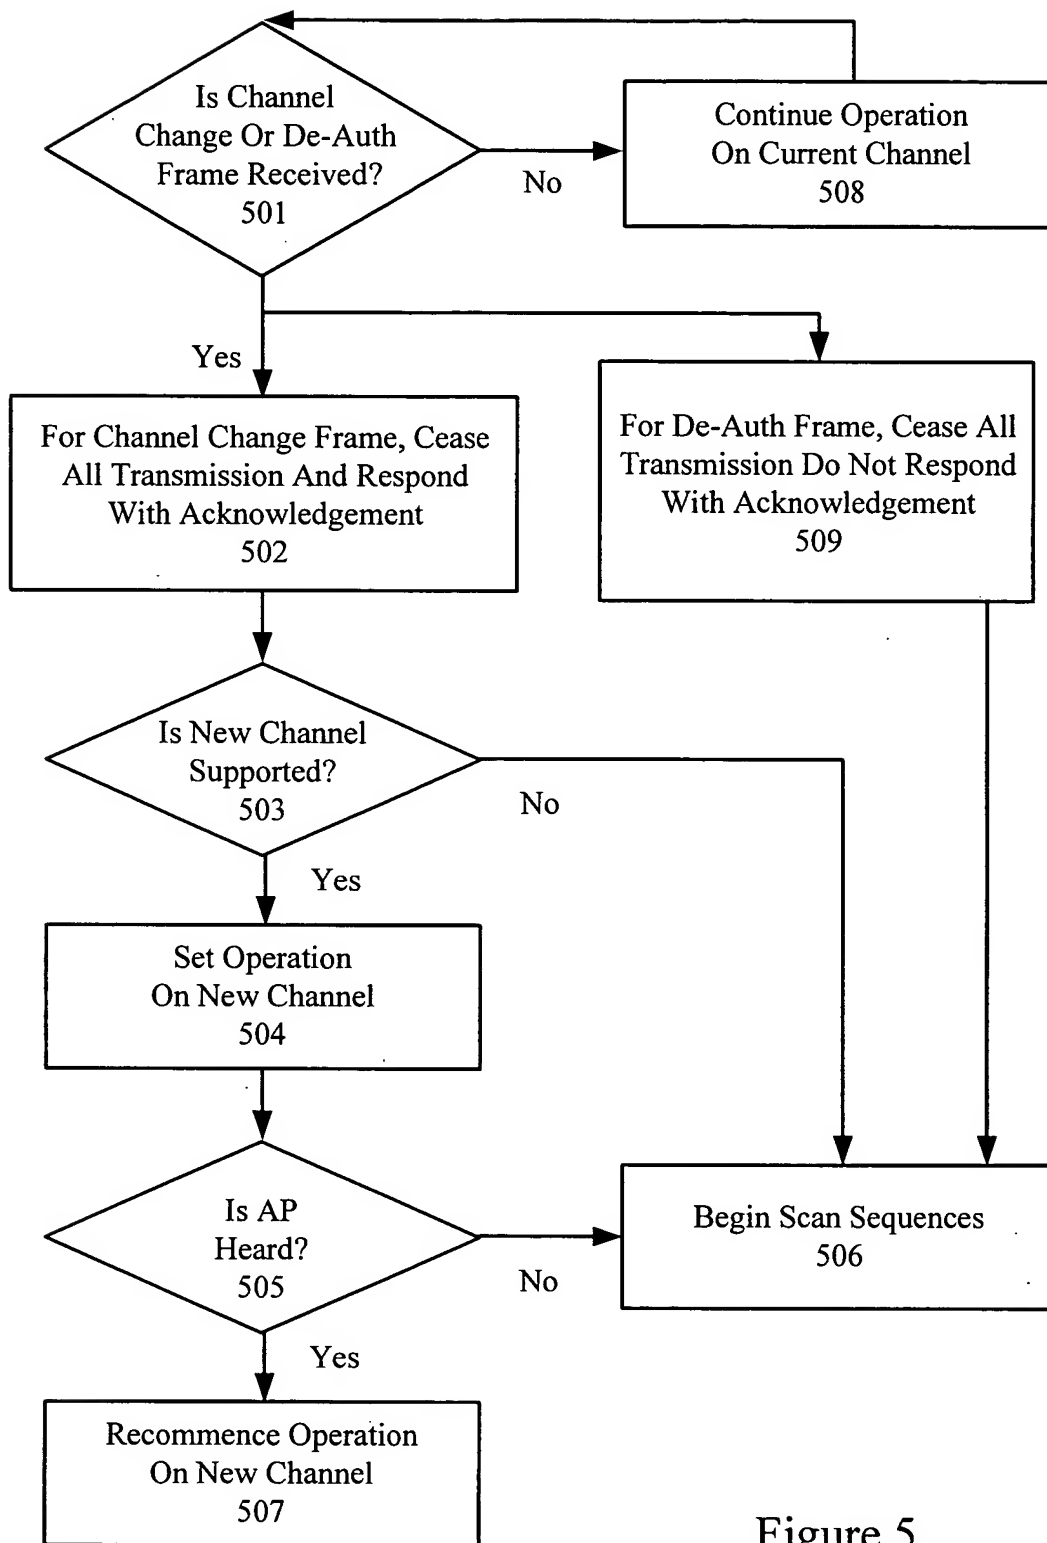 Is Channel
Change Or De-Auth
Frame Received?
501
No
Continue Operation
On Current Channel
508
Yes
For Channel Change Frame, Cease
All Transmission And Respond
With Acknowledgement
502
For De-Auth Frame, Cease All
Transmission Do Not Respond
With Acknowledgement
509
Is New Channel
Supported?
503
No
Yes
Set Operation
On New Channel
504
Is AP
Heard?
505
No
Begin Scan Sequences
506
Yes
Recommence Operation
On New Channel
507
Figure 5